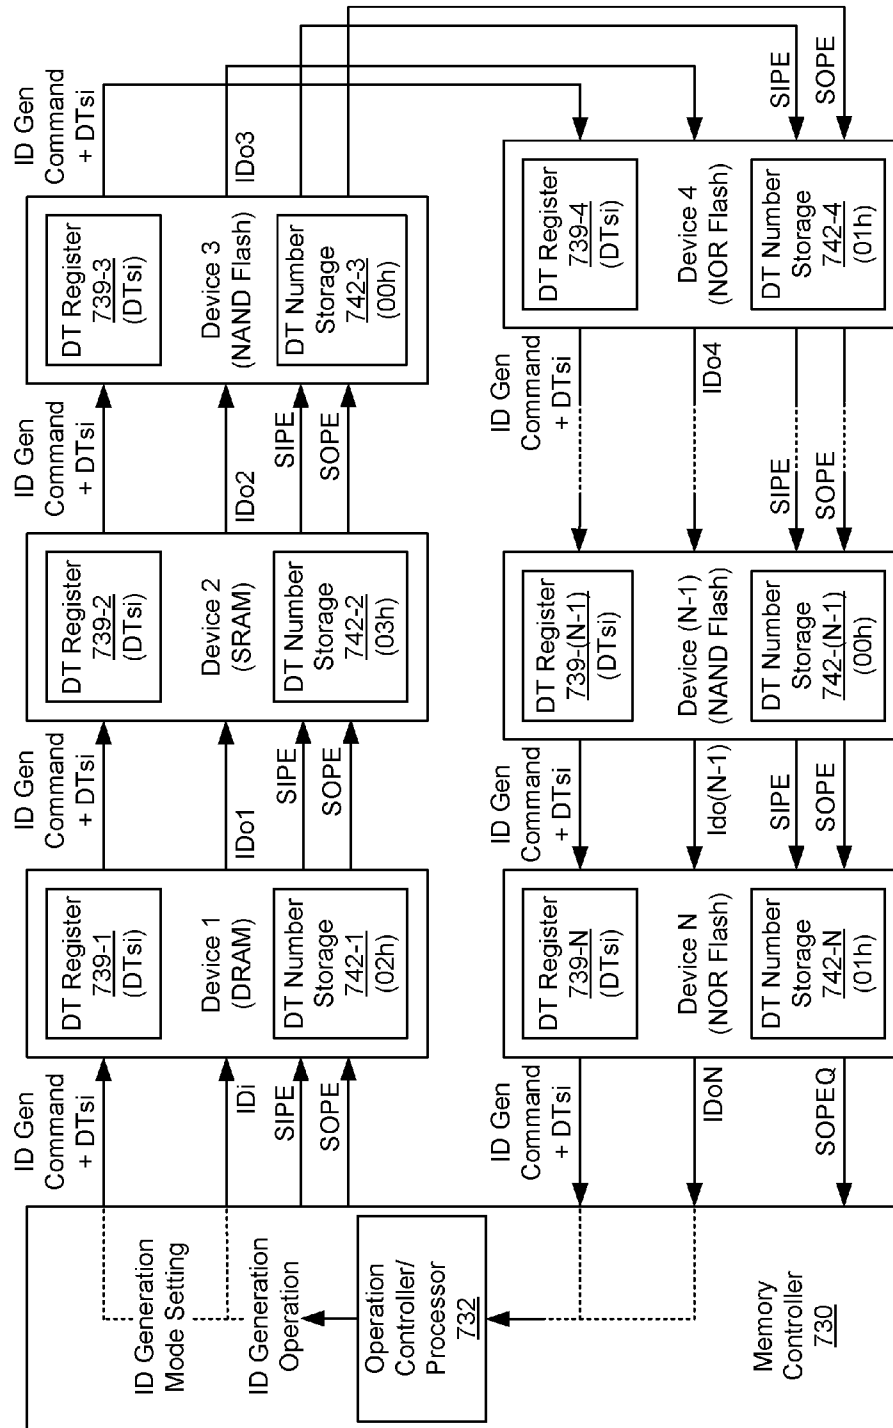 ID Generation
Mode Setting
ID Generation
Operation
Operation
Controller/
Processor
732
Memory
Controller
730
ID Gen
Command
+ DTsi
IDi
SIPE
SOPE
DT Register
739-1
(DTsi)
Device 1
(DRAM)
DT Number
Storage
742-1
(02h)
ID Gen
Command
+ DTsi
IDo1
SIPE
SOPE
DT Register
739-2
(DTsi)
Device 2
(SRAM)
DT Number
Storage
742-2
(03h)
ID Gen
Command
+ DTsi
IDo2
SIPE
SOPE
DT Register
739-3
(DTsi)
Device 3
(NAND Flash)
DT Number
Storage
742-3
(00h)
ID Gen
Command
+ DTsi
IDo3
SIPE
SOPE
DT Register
739-4
(DTsi)
Device 4
(NOR Flash)
DT Number
Storage
742-4
(01h)
ID Gen
Command
+ DTsi
IDo4
SIPE
SOPE
DT Register
739-(N-1)
(DTsi)
Device (N-1)
(NAND Flash)
DT Number
Storage
742-(N-1)
(00h)
ID Gen
Command
+ DTsi
Ido(N-1)
SIPE
SOPE
DT Register
739-N
(DTsi)
Device N
(NOR Flash)
DT Number
Storage
742-N
(01h)
ID Gen
Command
+ DTsi
IDoN
SOPEQ